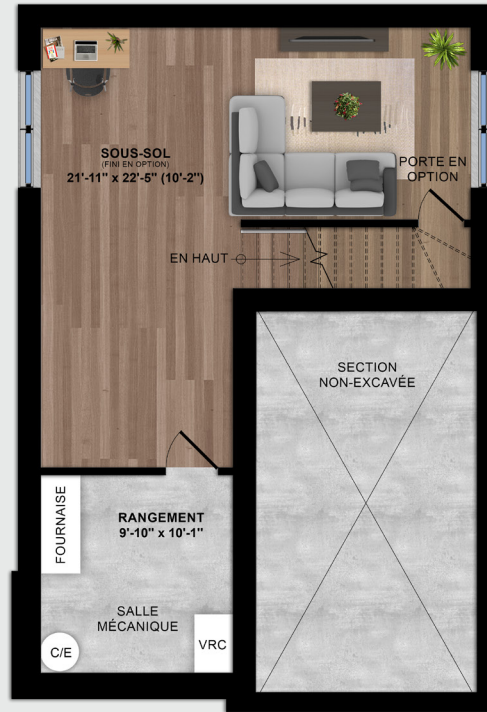 SOUS-SOL
(FINI EN OPTION)
21'-11" x 22'-5" (10'-2")
PORTE EN
OPTION
EN HAUT
SECTION
NON-EXCAVÉE
FOURNAISE
RANGEMENT
9'-10" x 10'-1"
SALLE
MÉCANIQUE
C/E
VRC